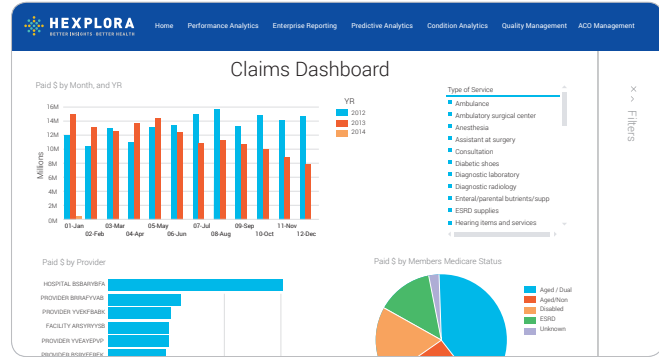 HEXPLORA
BETTER INSIGHTS · BETTER HEALTH
Home Performance Analytics Enterprise Reporting Predictive Analytics Condition Analytics Quality Management ACO Management
Claims Dashboard
Paid $ by Month, and YR
16M
14M
12M
10M
8M
6M
4M
2M
0M
Millions
01-Jan 03-Mar 05-May 07-Jul 09-Sep 11-Nov
02-Feb 04-Apr 06-Jun 08-Aug 10-Oct 12-Dec
YR
2012
2013
2014
Type of Service
Ambulance
Ambulatory surgical center
Anesthesia
Assistant at surgery
Consultation
Diabetic shoes
Diagnostic laboratory
Diagnostic radiology
Enteral/parental butrients/supp
ESRD supplies
Hearing items and services
Filters
Paid $ by Provider
HOSPITAL BSBARYBFA
PROVIDER BRRAFYVAB
PROVIDER YVEKFBABK
FACILITY ARSYRYYSB
PROVIDER YVEAYEPVP
Paid $ by Members Medicare Status
Aged / Dual
Aged/Non
Disabled
ESRD
Unknown